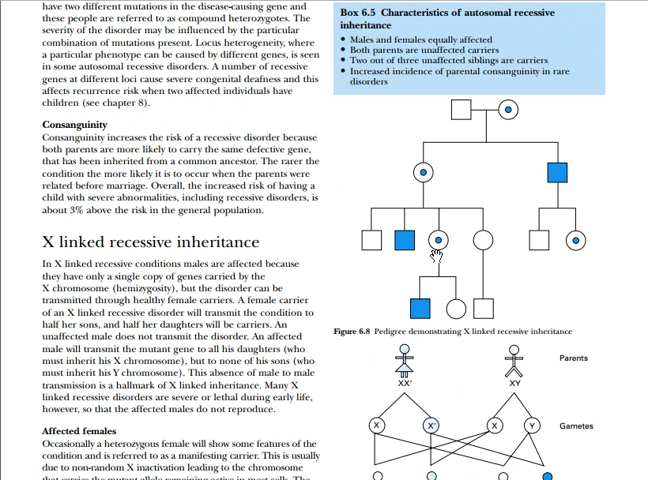 have two different mutations in the disease-causing gene and
these people are referred to as compound heterozygotes. The
severity of the disorder may be influenced by the particular
combination of mutations present. Locus heterogeneity, where
a particular phenotype can be caused by different genes, is seen
in some autosomal recessive disorders. A number of recessive
genes at different loci cause severe congenital deafness and this
affects recurrence risk when two affected individuals have
children (see chapter 8).
Consanguinity
Consanguinity increases the risk of a recessive disorder because
both parents are more likely to carry the same defective gene,
that has been inherited from a common ancestor. The rarer the
condition the more likely it is to occur when the parents were
related before marriage. Overall, the increased risk of having a
child with severe abnormalities, including recessive disorders, is
about 3% above the risk in the general population.
X linked recessive inheritance
In X linked recessive conditions males are affected because
they have only a single copy of genes carried by the
X chromosome (hemizygosity), but the disorder can be
transmitted through healthy female carriers. A female carrier
of an X linked recessive disorder will transmit the condition to
half her sons, and half her daughters will be carriers. An
unaffected male does not transmit the disorder. An affected
male will transmit the mutant gene to all his daughters (who
must inherit his X chromosome), but to none of his sons (who
must inherit his Y chromosome). This absence of male to male
transmission is a hallmark of X linked inheritance. Many X
linked recessive disorders are severe or lethal during early life,
however, so that the affected males do not reproduce.
Affected females
Occasionally a heterozygous female will show some features of the
condition and is referred to as a manifesting carrier. This is usually
due to non-random X inactivation leading to the chromosome
that carries the mutant allele remaining active in most cells. The
Box 6.5 Characteristics of autosomal recessive
inheritance
• Males and females equally affected
• Both parents are unaffected carriers
• Two out of three unaffected siblings are carriers
• Increased incidence of parental consanguinity in rare
disorders
Figure 6.8 Pedigree demonstrating X linked recessive inheritance
Parents
XX' XY
X X' X Y Gametes